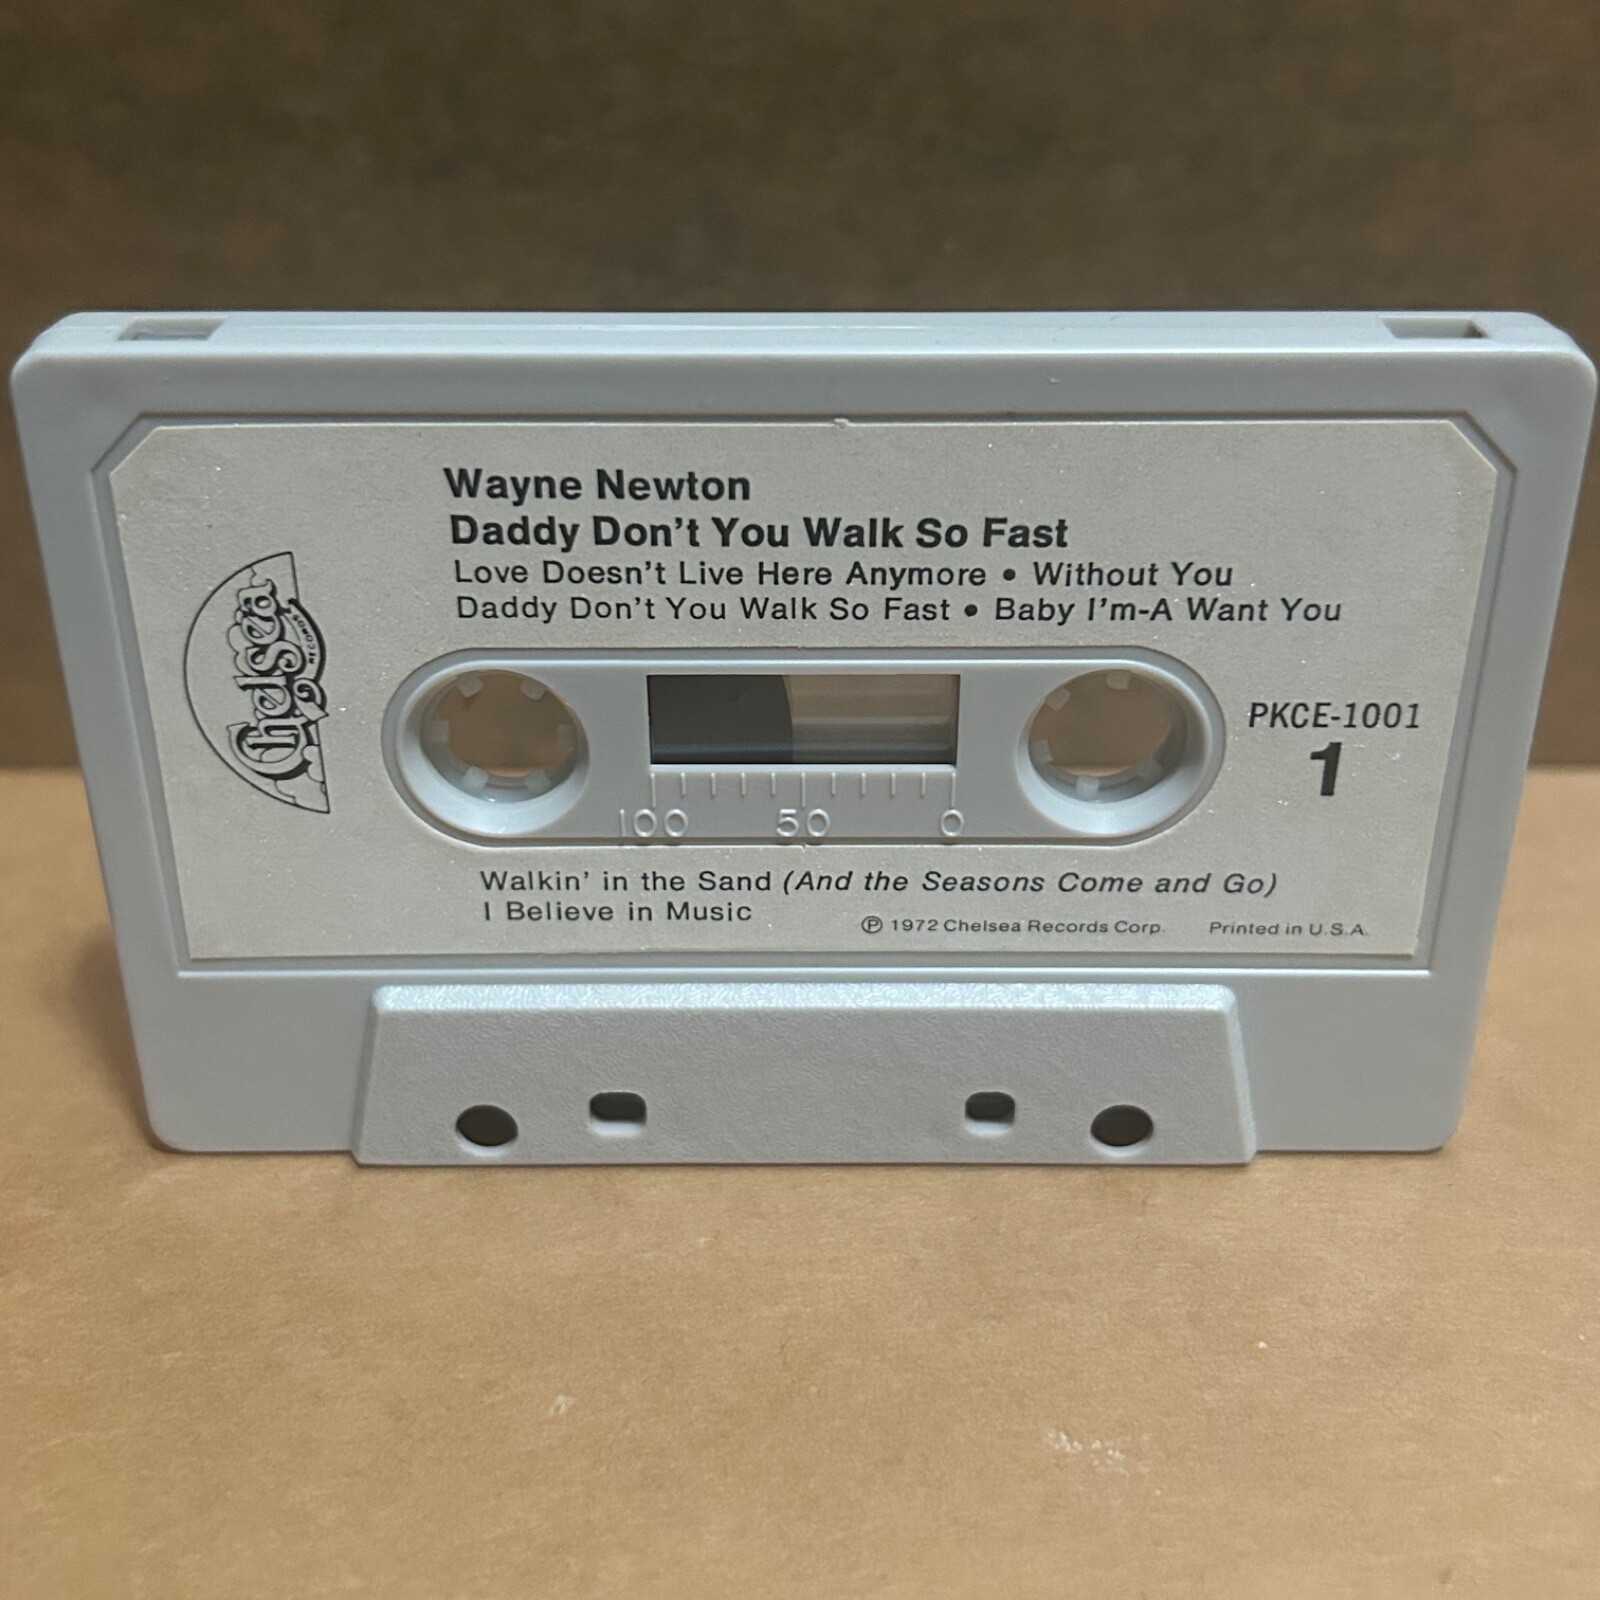 Wayne Newton
Daddy Don't You Walk So Fast
Love Doesn't Live Here Anymore • Without You
Daddy Don't You Walk So Fast • Baby I'm-A Want You
Chelsea
RECORDS
PKCE-1001
1
100 50 0
Walkin' in the Sand (And the Seasons Come and Go)
I Believe in Music
Ⓟ 1972 Chelsea Records Corp. Printed in U.S.A.